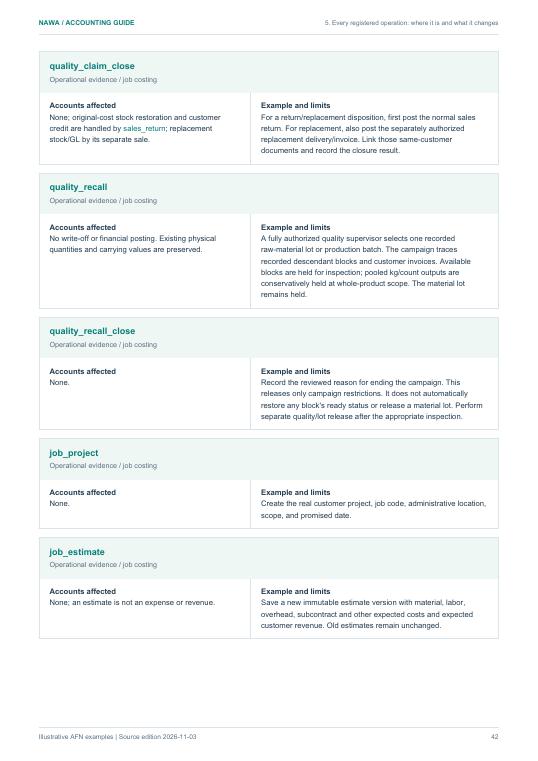 NAWA / ACCOUNTING GUIDE
5. Every registered operation: where it is and what it changes
quality_claim_close
Operational evidence / job costing
Accounts affected
None; original-cost stock restoration and customer
credit are handled by sales_return; replacement
stock/GL by its separate sale.
Example and limits
For a return/replacement disposition, first post the normal sales
return. For replacement, also post the separately authorized
replacement delivery/invoice. Link those same-customer
documents and record the closure result.
quality_recall
Operational evidence / job costing
Accounts affected
No write-off or financial posting. Existing physical
quantities and carrying values are preserved.
Example and limits
A fully authorized quality supervisor selects one recorded
raw-material lot or production batch. The campaign traces
recorded descendant blocks and customer invoices. Available
blocks are held for inspection; pooled kg/count outputs are
conservatively held at whole-product scope. The material lot
remains held.
quality_recall_close
Operational evidence / job costing
Accounts affected
None.
Example and limits
Record the reviewed reason for ending the campaign. This
releases only campaign restrictions. It does not automatically
restore any block's ready status or release a material lot. Perform
separate quality/lot release after the appropriate inspection.
job_project
Operational evidence / job costing
Accounts affected
None.
Example and limits
Create the real customer project, job code, administrative location,
scope, and promised date.
job_estimate
Operational evidence / job costing
Accounts affected
None; an estimate is not an expense or revenue.
Example and limits
Save a new immutable estimate version with material, labor,
overhead, subcontract and other expected costs and expected
customer revenue. Old estimates remain unchanged.
Illustrative AFN examples | Source edition 2026-11-03
42